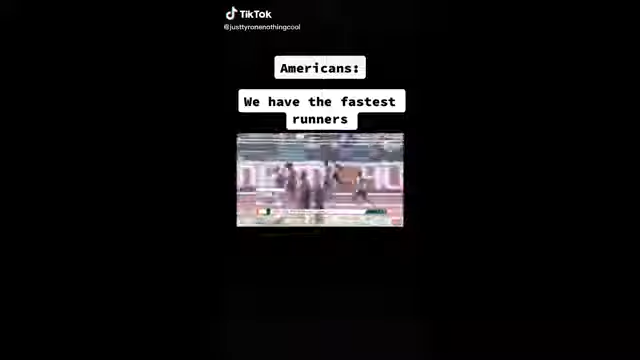 TikTok
@justtyronenothingcool
Americans:
We have the fastest
runners